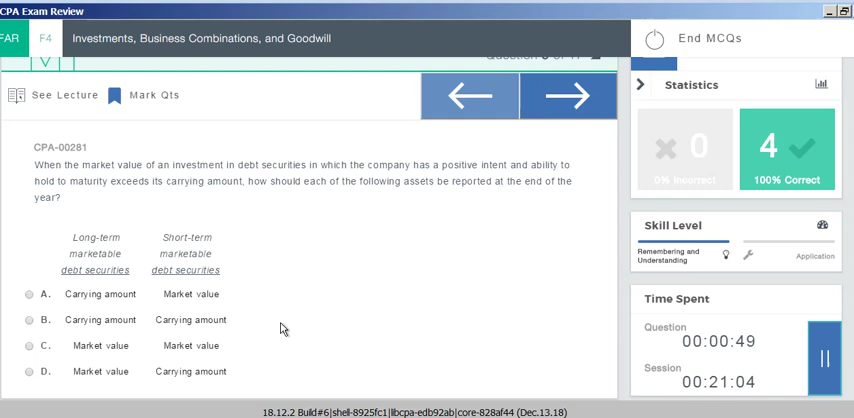 CPA Exam Review
FAR F4 Investments, Business Combinations, and Goodwill
End MCQs
See Lecture Mark Qts
Statistics
0
0% Incorrect
4
100% Correct
CPA-00281
When the market value of an investment in debt securities in which the company has a positive intent and ability to
hold to maturity exceeds its carrying amount, how should each of the following assets be reported at the end of the
year?
Long-term Short-term
marketable marketable
debt securities debt securities
A. Carrying amount Market value
B. Carrying amount Carrying amount
C. Market value Market value
D. Market value Carrying amount
Skill Level
Remembering and
Understanding
Application
Time Spent
Question
00:00:49
Session
00:21:04
18.12.2 Build#6|shell-8925fc1|libcpa-edb92ab|core-828af44 (Dec.13.18)